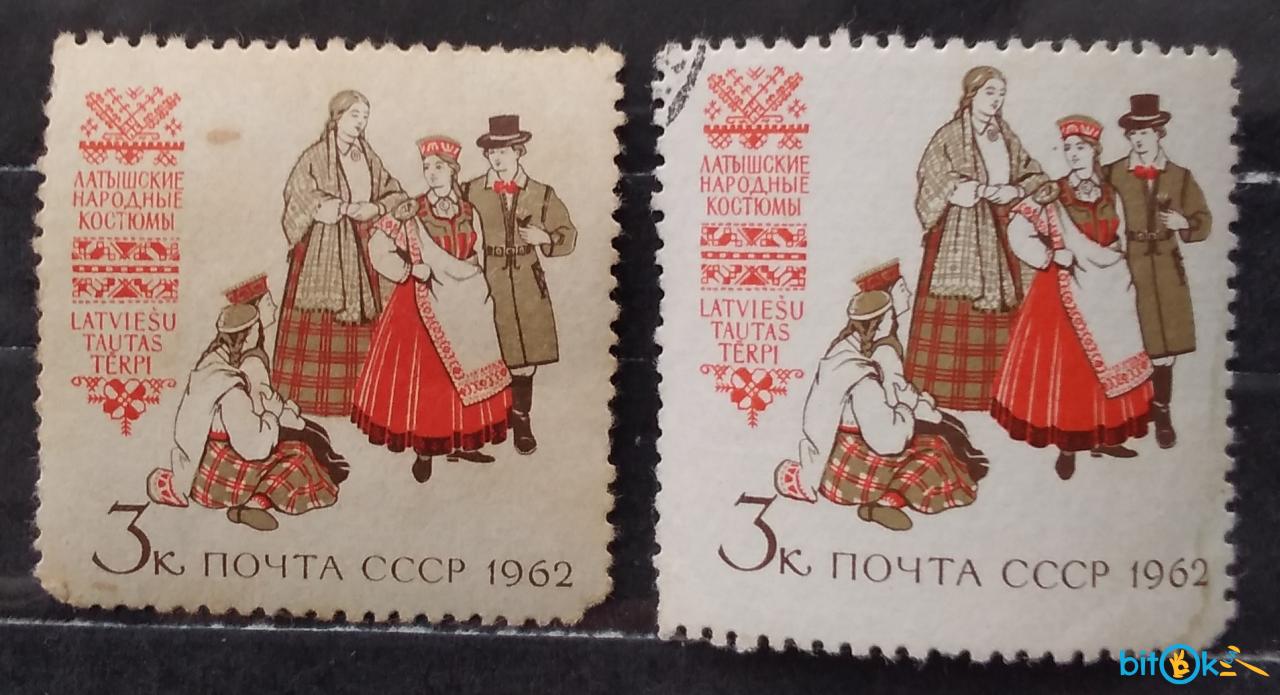 ЛАТЫШСКИЕ
НАРОДНЫЕ
КОСТЮМЫ
LATVIEŠU
TAUTAS
TĒRPI
3к ПОЧТА СССР 1962
ЛАТЫШСКИЕ
НАРОДНЫЕ
КОСТЮМЫ
LATVIEŠU
TAUTAS
TĒRPI
3к ПОЧТА СССР 1962
bitOk